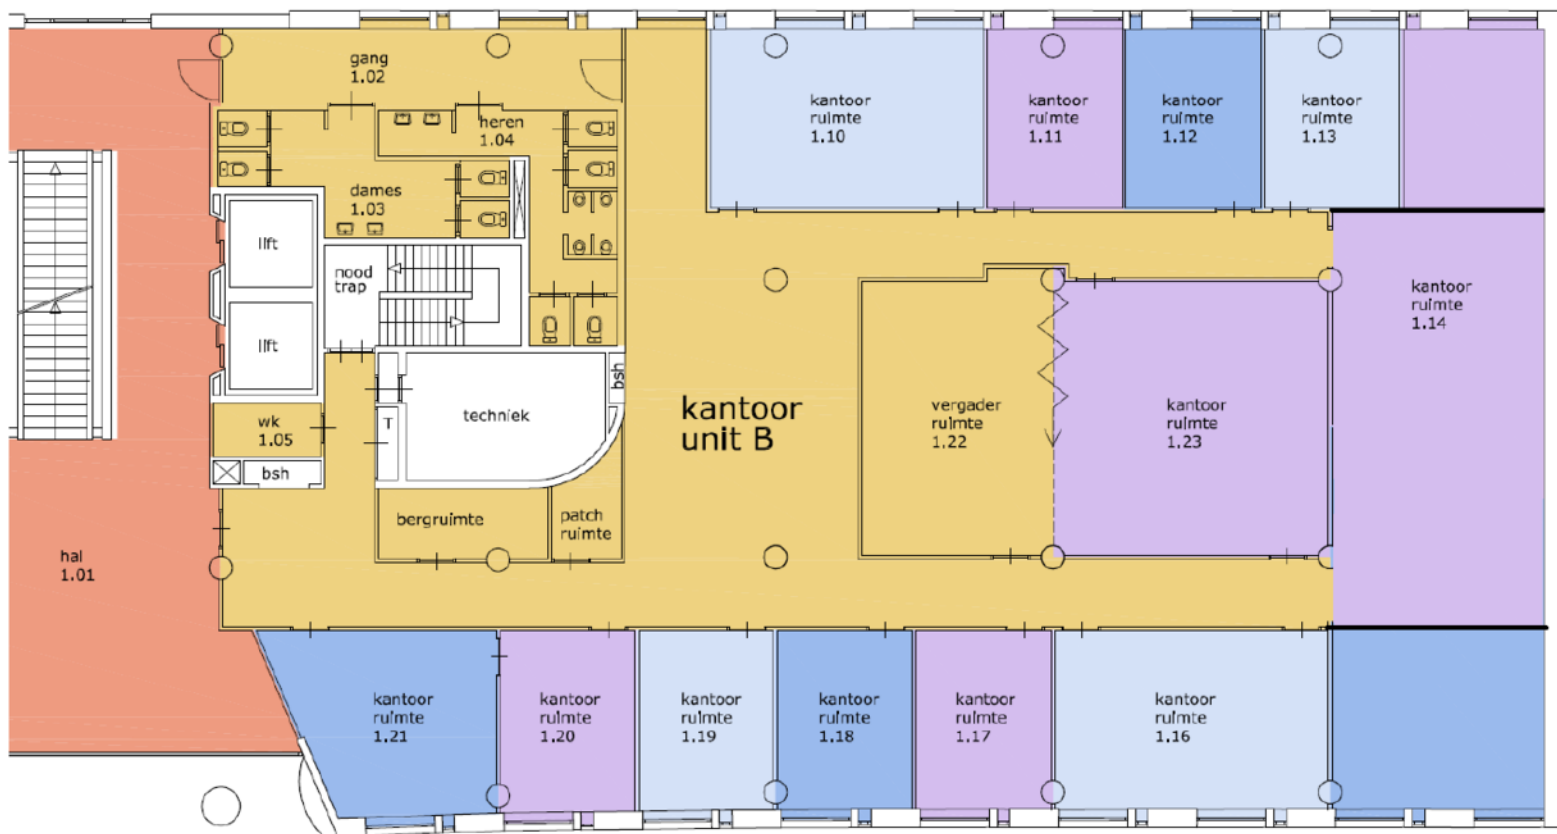 gang
1.02
heren
1.04
dames
1.03
lift
nood
trap
lift
wk
1.05
bsh
T
techniek
bsh
bergruimte
patch
ruimte
hal
1.01
kantoor
unit B
kantoor
ruimte
1.10
kantoor
ruimte
1.11
kantoor
ruimte
1.12
kantoor
ruimte
1.13
kantoor
ruimte
1.14
vergader
ruimte
1.22
kantoor
ruimte
1.23
kantoor
ruimte
1.21
kantoor
ruimte
1.20
kantoor
ruimte
1.19
kantoor
ruimte
1.18
kantoor
ruimte
1.17
kantoor
ruimte
1.16